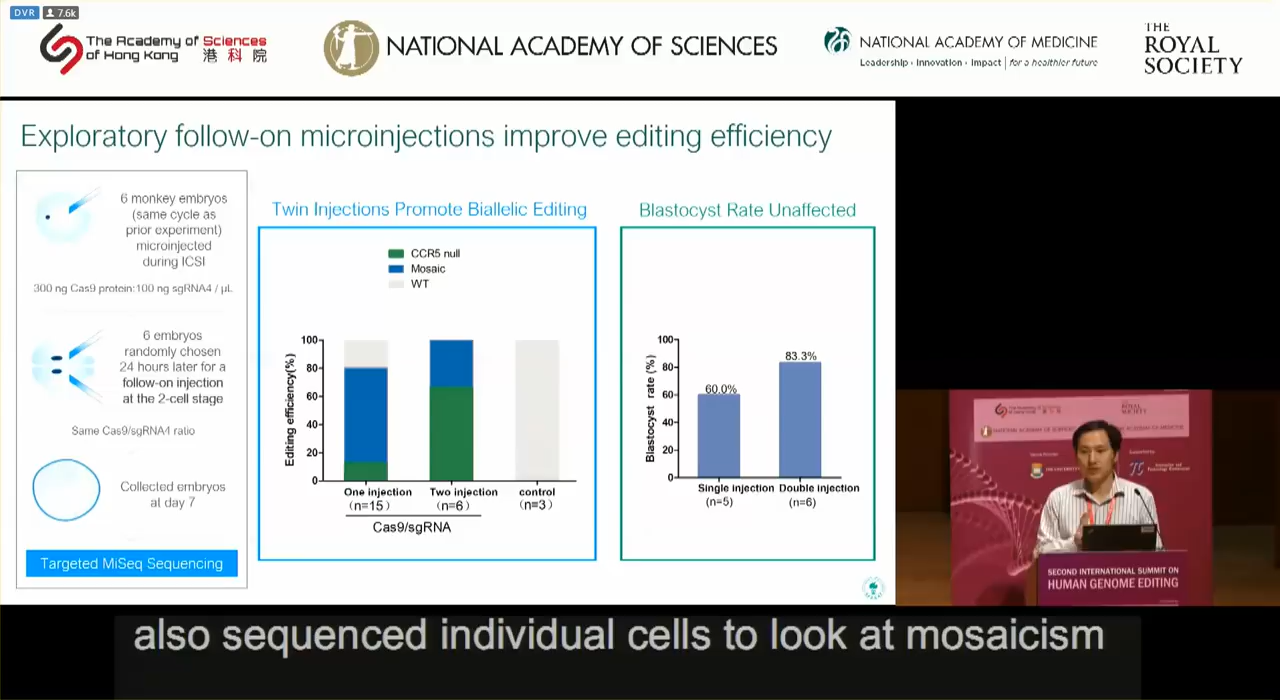 DVR 7.6k
The Academy of Sciences
of Hong Kong 港科院
NATIONAL ACADEMY OF SCIENCES
NATIONAL ACADEMY OF MEDICINE
Leadership · Innovation · Impact | for a healthier future
THE
ROYAL
SOCIETY
Exploratory follow-on microinjections improve editing efficiency
6 monkey embryos
(same cycle as
prior experiment)
microinjected
during ICSI
300 ng Cas9 protein:100 ng sgRNA4 / µL
6 embryos
randomly chosen
24 hours later for a
follow-on injection
at the 2-cell stage
Same Cas9/sgRNA4 ratio
Collected embryos
at day 7
Targeted MiSeq Sequencing
Twin Injections Promote Biallelic Editing
CCR5 null
Mosaic
WT
Editing efficiency(%)
100
80
60
40
20
0
One injection
(n=15)
Two injection
(n=6)
control
(n=3)
Cas9/sgRNA
Blastocyst Rate Unaffected
Blastocyst rate (%)
100
80
60
40
20
0
60.0%
83.3%
Single injection
(n=5)
Double injection
(n=6)
SECOND INTERNATIONAL SUMMIT ON
HUMAN GENOME EDITING
also sequenced individual cells to look at mosaicism